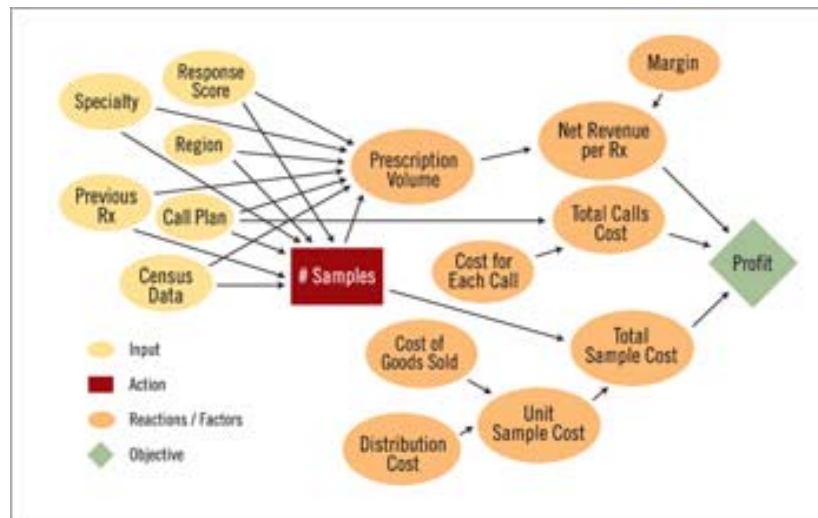 Response
Score
Specialty
Region
Previous
Rx
Call Plan
Census
Data
# Samples
Prescription
Volume
Margin
Net Revenue
per Rx
Total Calls
Cost
Cost for
Each Call
Profit
Cost of
Goods Sold
Total
Sample Cost
Unit
Sample Cost
Distribution
Cost
Input
Action
Reactions / Factors
Objective